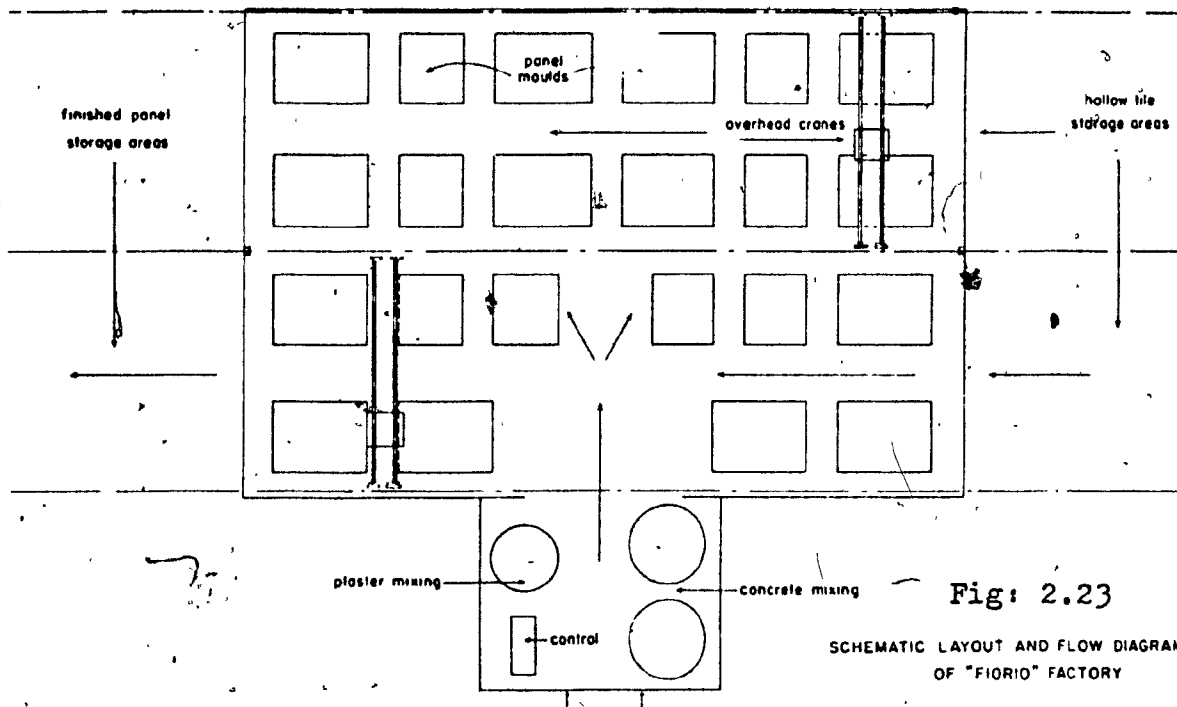 panel
moulds
finished panel
storage areas
overhead cranes
hollow tile
storage areas
plaster mixing
concrete mixing
control
Fig: 2.23
SCHEMATIC LAYOUT AND FLOW DIAGRAM
OF "FIORIO" FACTORY